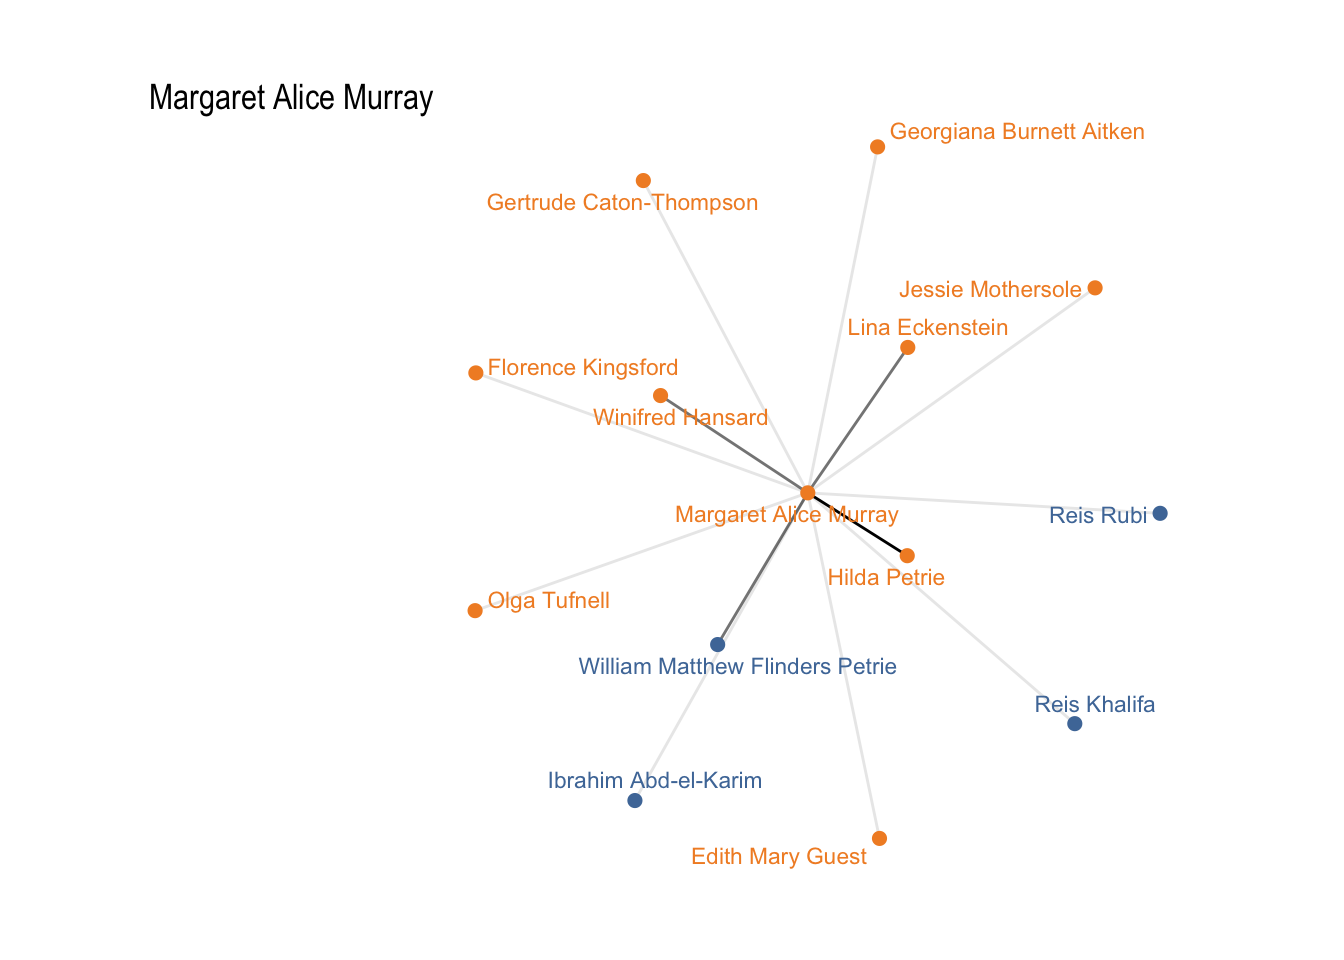 Margaret Alice Murray
Georgiana Burnett Aitken
Gertrude Caton-Thompson
Jessie Mothersole
Lina Eckenstein
Florence Kingsford
Winifred Hansard
Margaret Alice Murray
Reis Rubi
Hilda Petrie
Olga Tufnell
William Matthew Flinders Petrie
Reis Khalifa
Ibrahim Abd-el-Karim
Edith Mary Guest